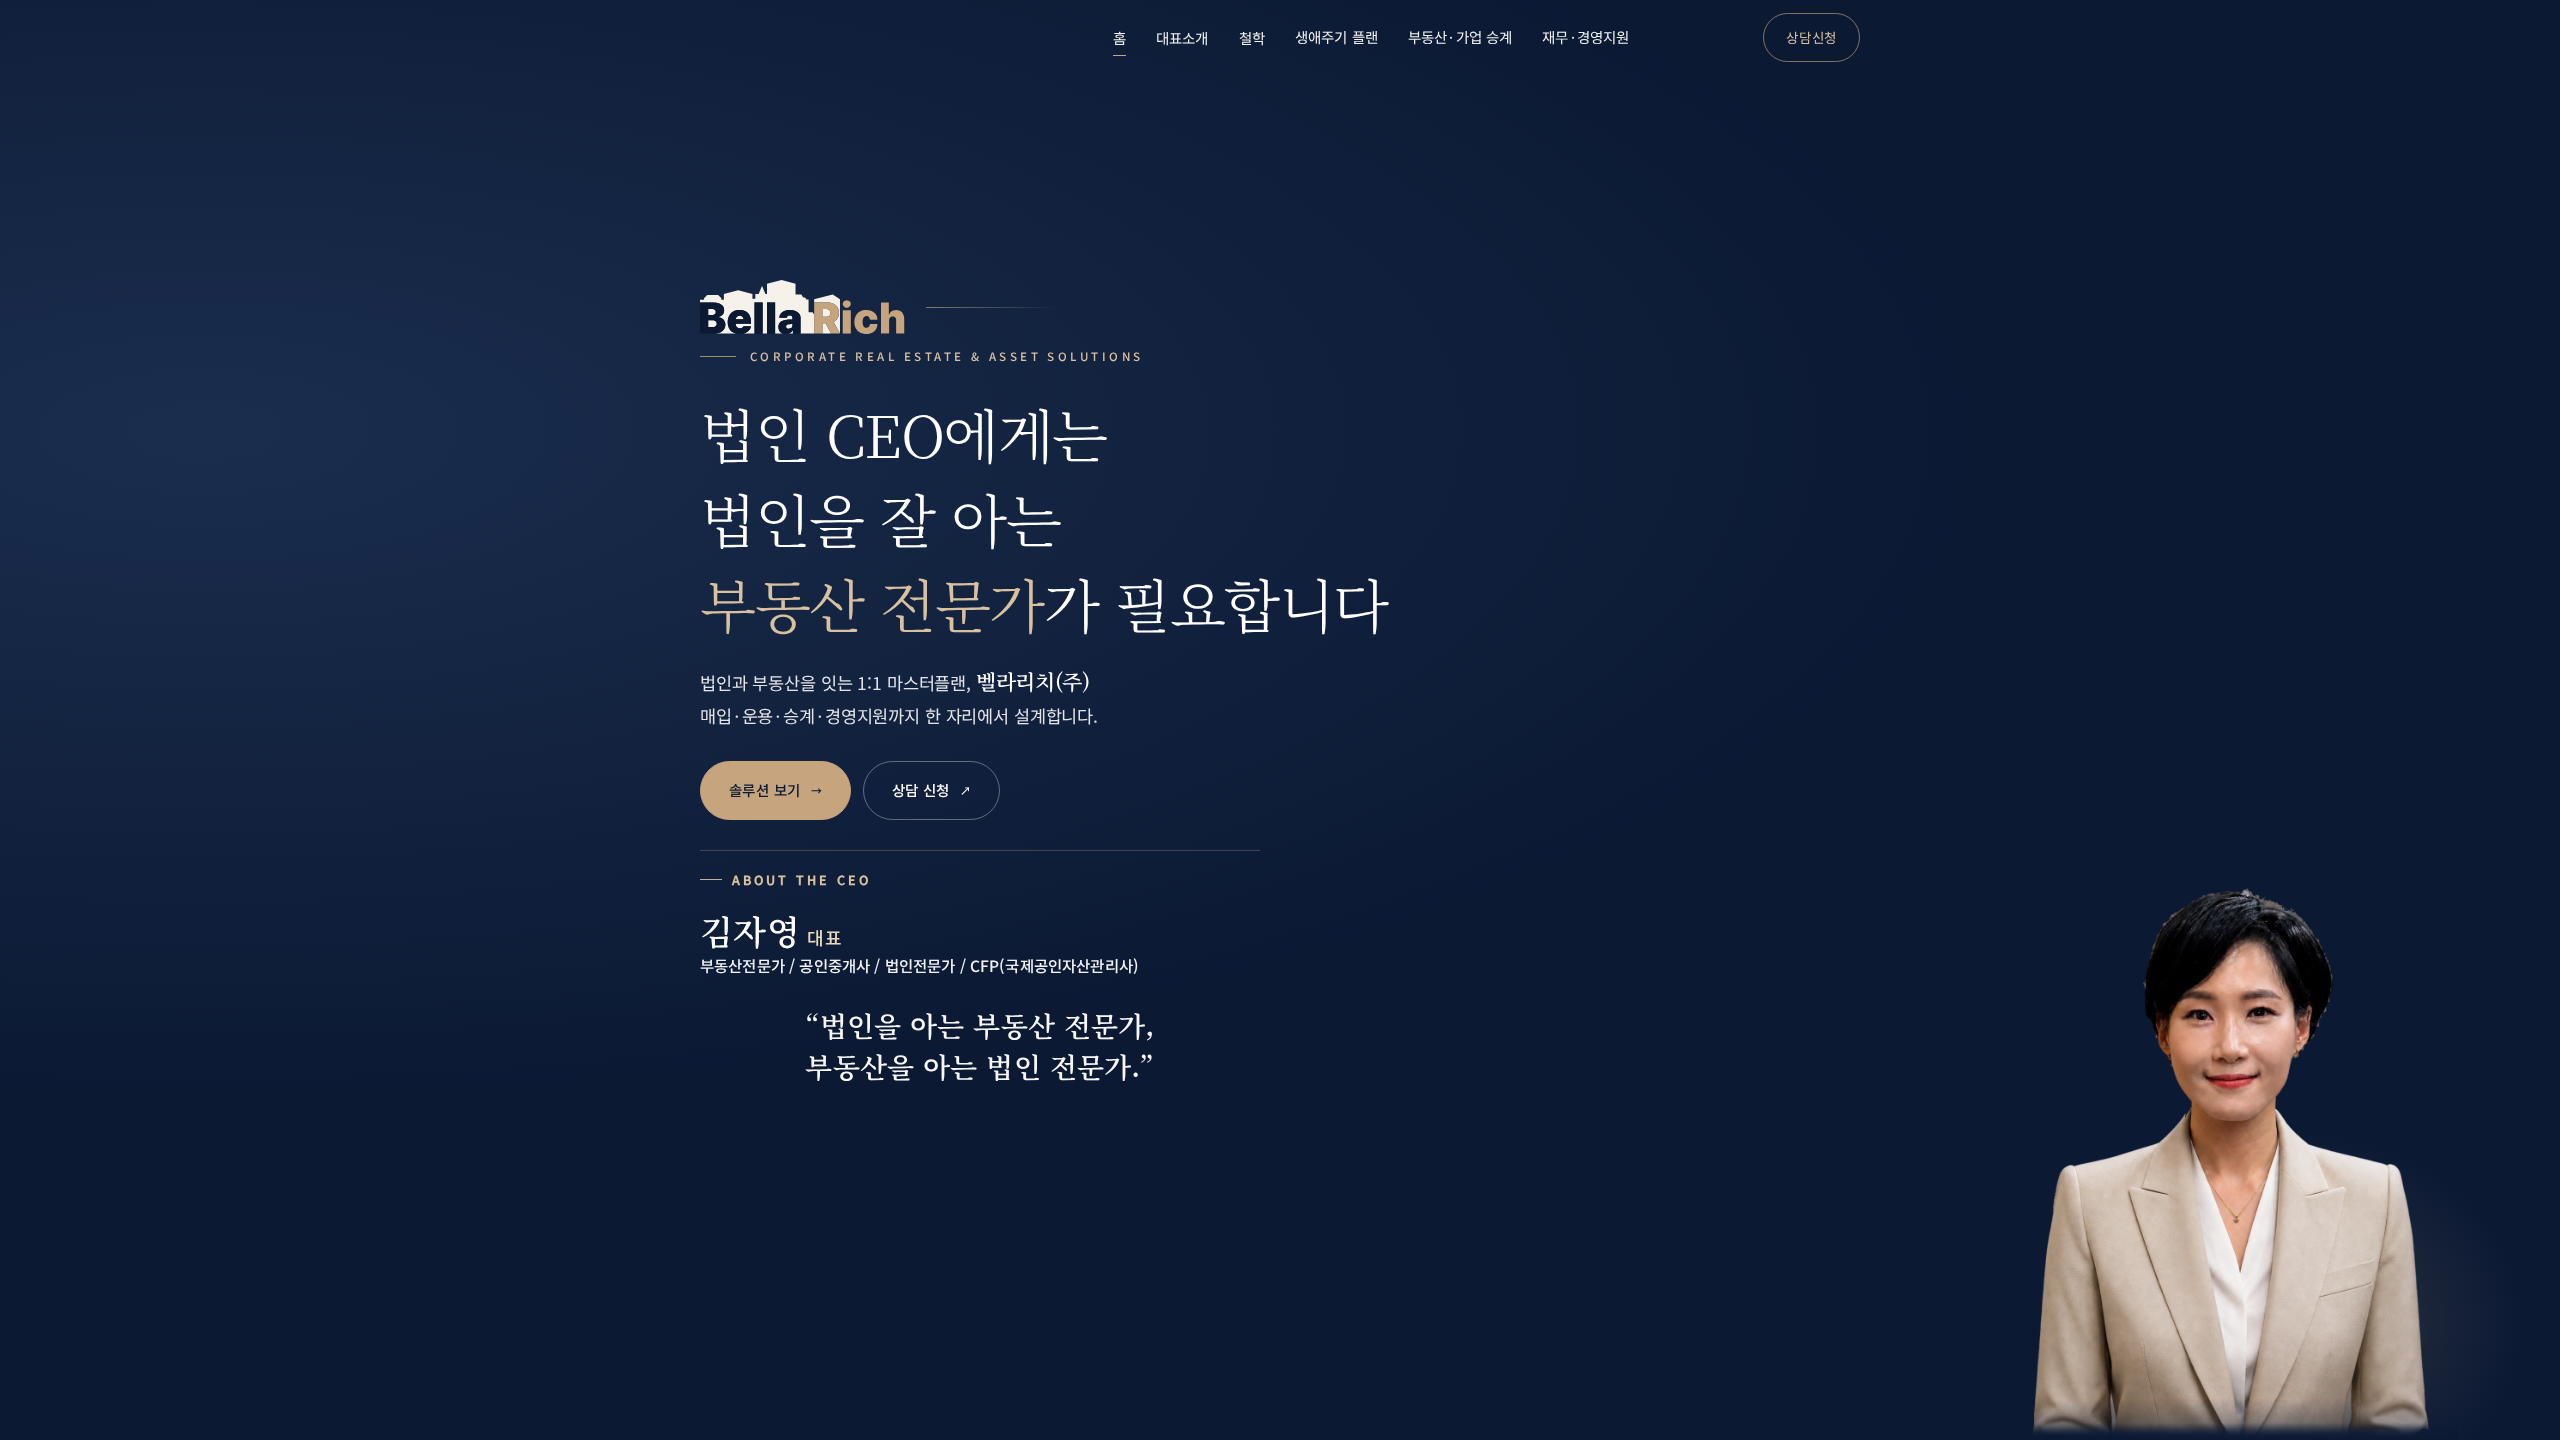 홈 대표소개 철학 생애주기 플랜 부동산·가업 승계 재무·경영지원 상담신청
Bella Rich
CORPORATE REAL ESTATE & ASSET SOLUTIONS
법인 CEO에게는
법인을 잘 아는
부동산 전문가가 필요합니다
법인과 부동산을 잇는 1:1 마스터플랜, 벨라리치(주)
매입·운용·승계·경영지원까지 한 자리에서 설계합니다.
솔루션 보기 → 상담 신청 ↗
ABOUT THE CEO
김자영 대표
부동산전문가 / 공인중개사 / 법인전문가 / CFP(국제공인자산관리사)
“법인을 아는 부동산 전문가,
부동산을 아는 법인 전문가.”